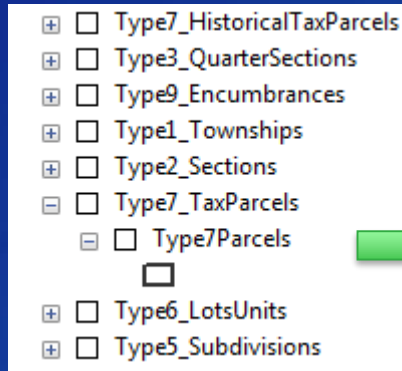 Type7_HistoricalTaxParcels
Type3_QuarterSections
Type9_Encumbrances
Type1_Townships
Type2_Sections
Type7_TaxParcels
Type7Parcels
Type6_LotsUnits
Type5_Subdivisions